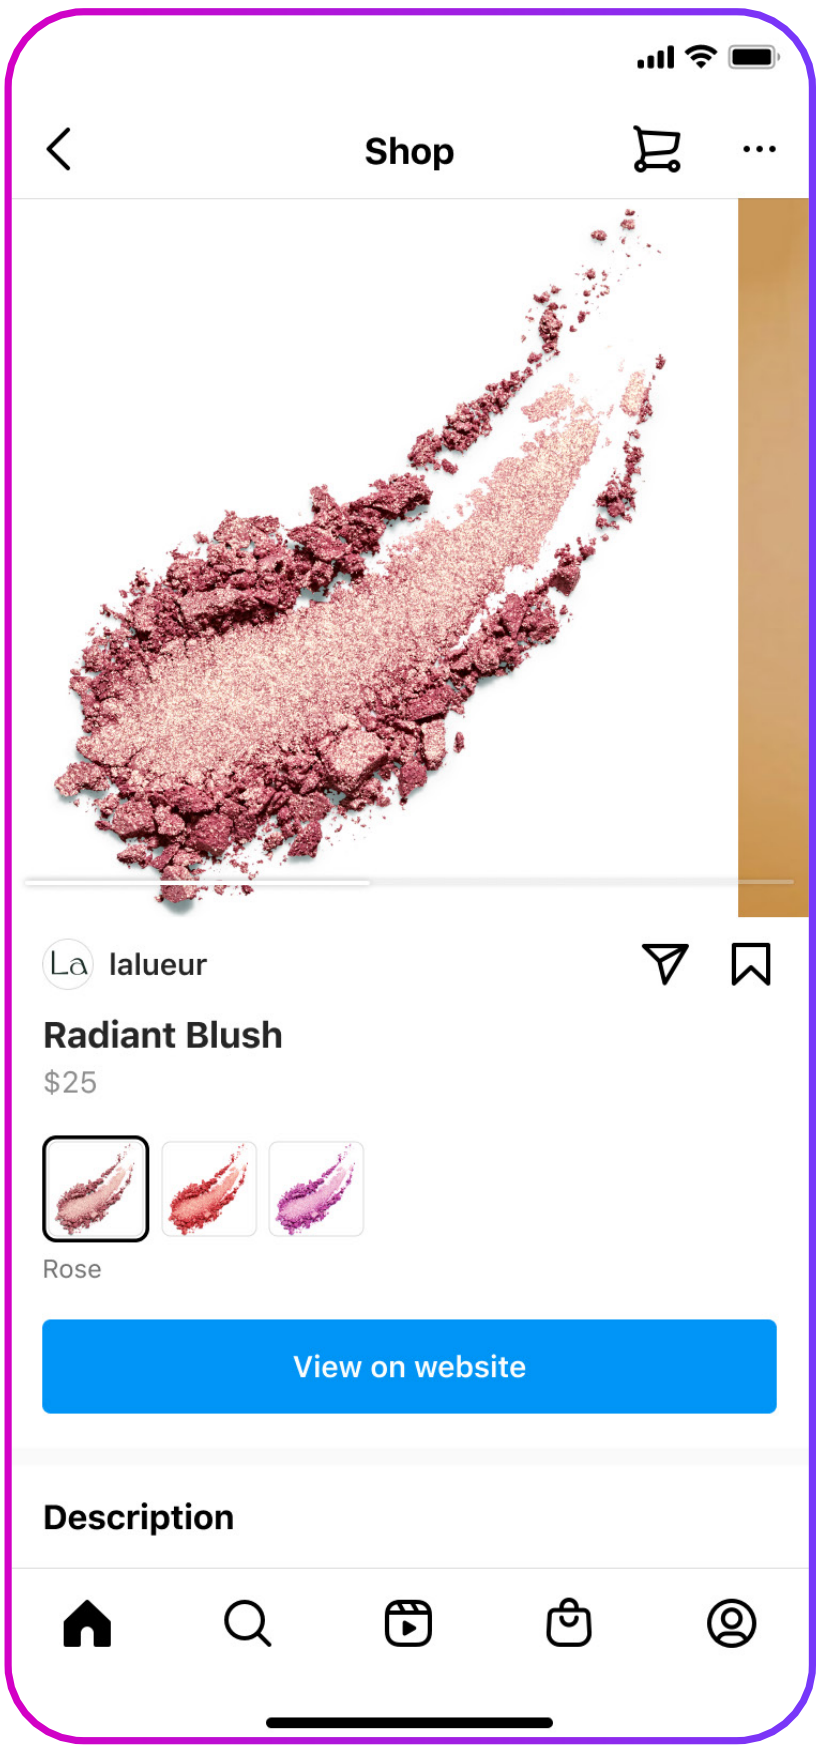 Shop
La lalueur
Radiant Blush
$25
Rose
View on website
Description